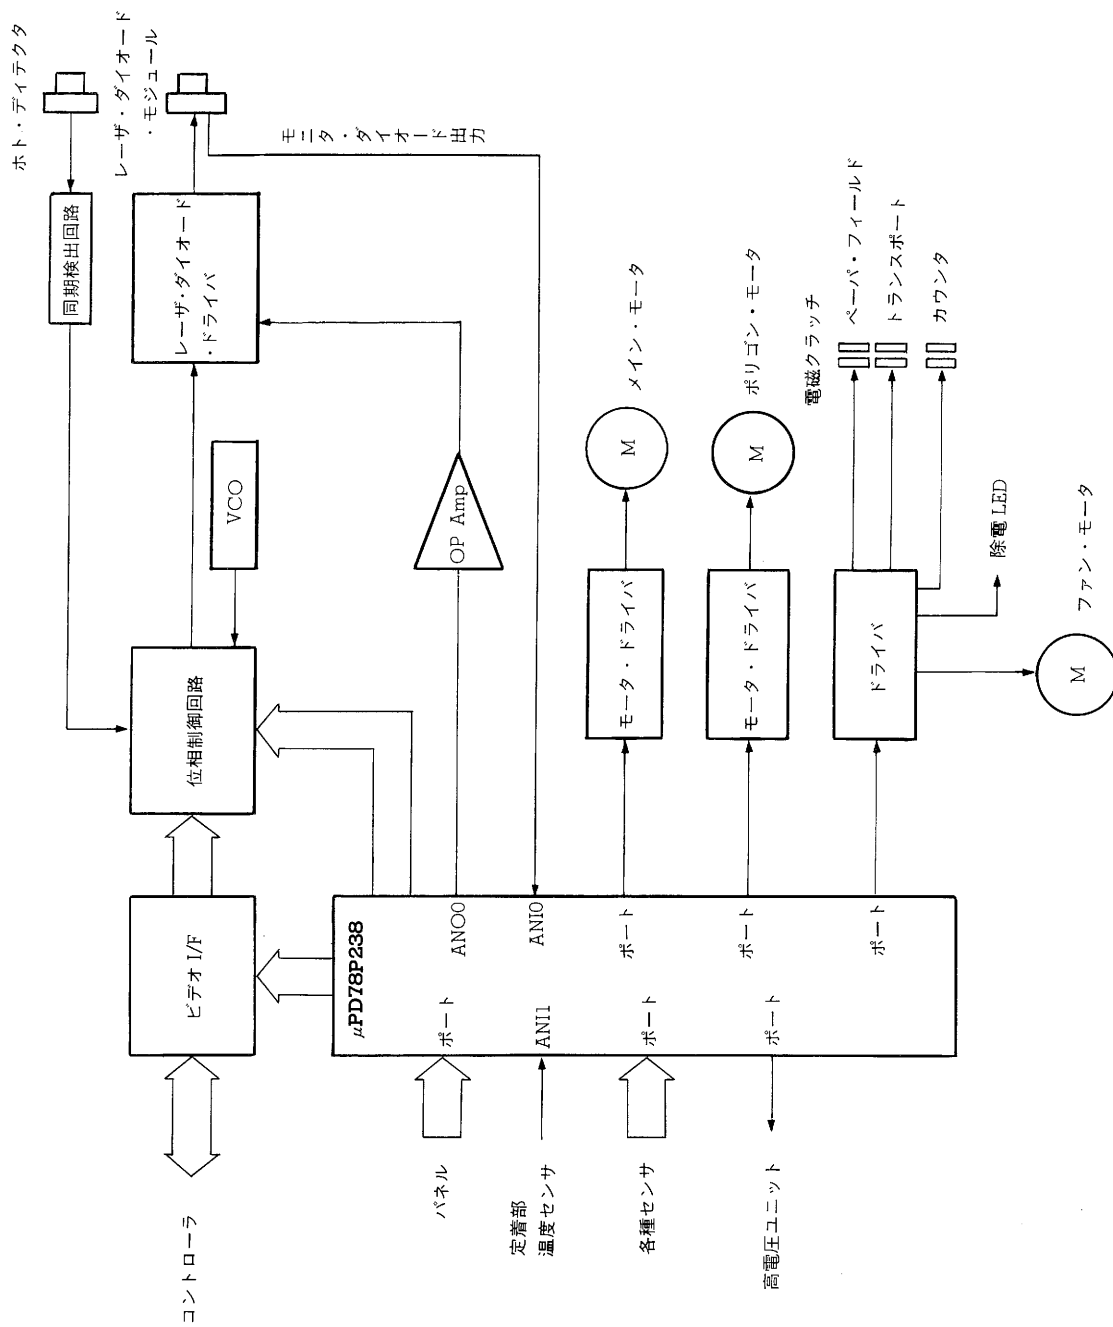 ホト・ディテクタ
レーザ・ダイオード
・モジュール
同期検出回路
レーザ・ダイオード
・ドライバ
モニタ・ダイオード出力
VCO
OP Amp
位相制御回路
ビデオ I/F
コントローラ
μPD78P238
ANO0
ANI0
ポート
ポート
ポート
ポート
ANI1
ポート
ポート
パネル
定着部
温度センサ
各種センサ
高電圧ユニット
モータ・ドライバ
M
メイン・モータ
モータ・ドライバ
M
ポリゴン・モータ
ドライバ
電磁クラッチ
ペーパ・フィールド
トランスポート
カウンタ
除電 LED
M
ファン・モータ